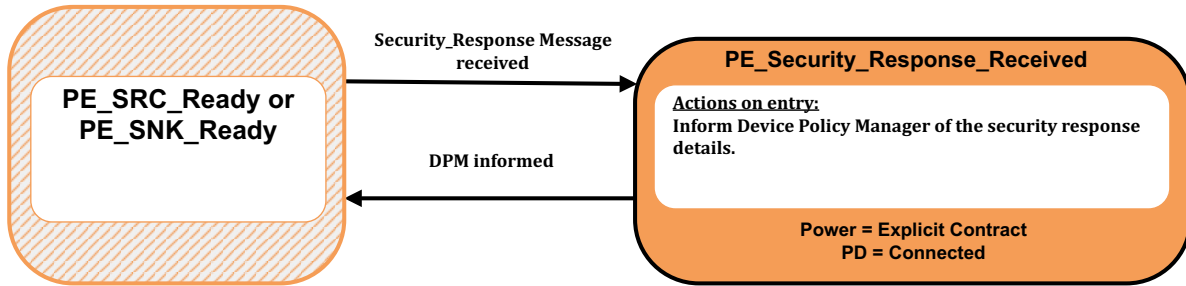 PE_SRC_Ready or
PE_SNK_Ready
Security_Response Message
received
DPM informed
PE_Security_Response_Received
Actions on entry:
Inform Device Policy Manager of the security response
details.
Power = Explicit Contract
PD = Connected